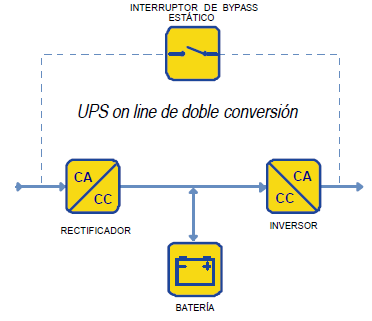 INTERRUPTOR DE BYPASS
ESTÁTICO
UPS on line de doble conversión
CA
CC
CA
CC
RECTIFICADOR
INVERSOR
BATERÍA